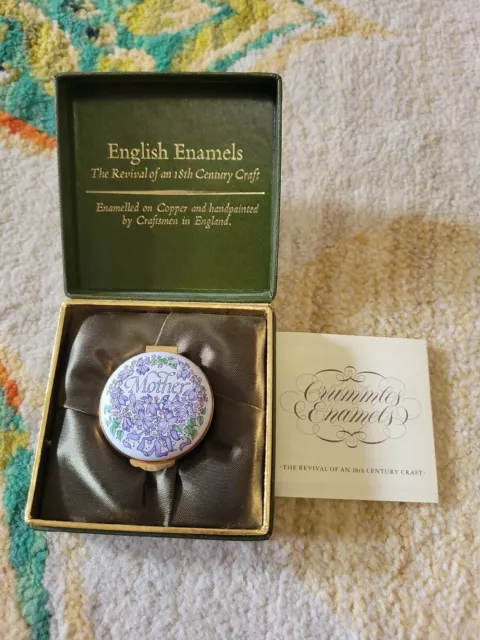 English Enamels
The Revival of an 18th Century Craft
Enamelled on Copper and handpainted
by Craftsmen in England.
Mother
Crummles
Enamels
·THE REVIVAL OF AN 18th CENTURY CRAFT·